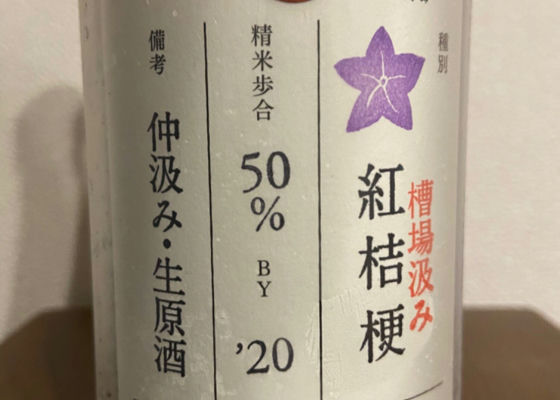 種別
槽場汲み
紅桔梗
精米歩合
50%
BY
'20
備考
仲汲み・生原酒